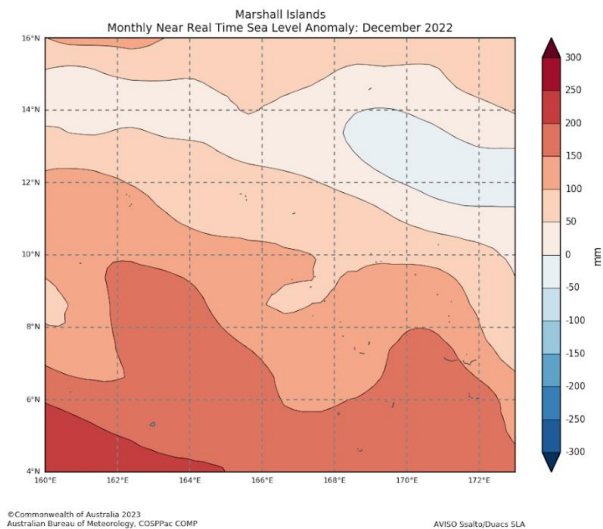 Marshall Islands
Monthly Near Real Time Sea Level Anomaly: December 2022
16°N
14°N
12°N
10°N
8°N
6°N
4°N
160°E 162°E 164°E 166°E 168°E 170°E 172°E
300
250
200
150
100
50
0
-50
-100
-150
-200
-250
-300
mm
©Commonwealth of Australia 2023
Australian Bureau of Meteorology, COSPPac COMP
AVISO Ssalto/Duacs SLA